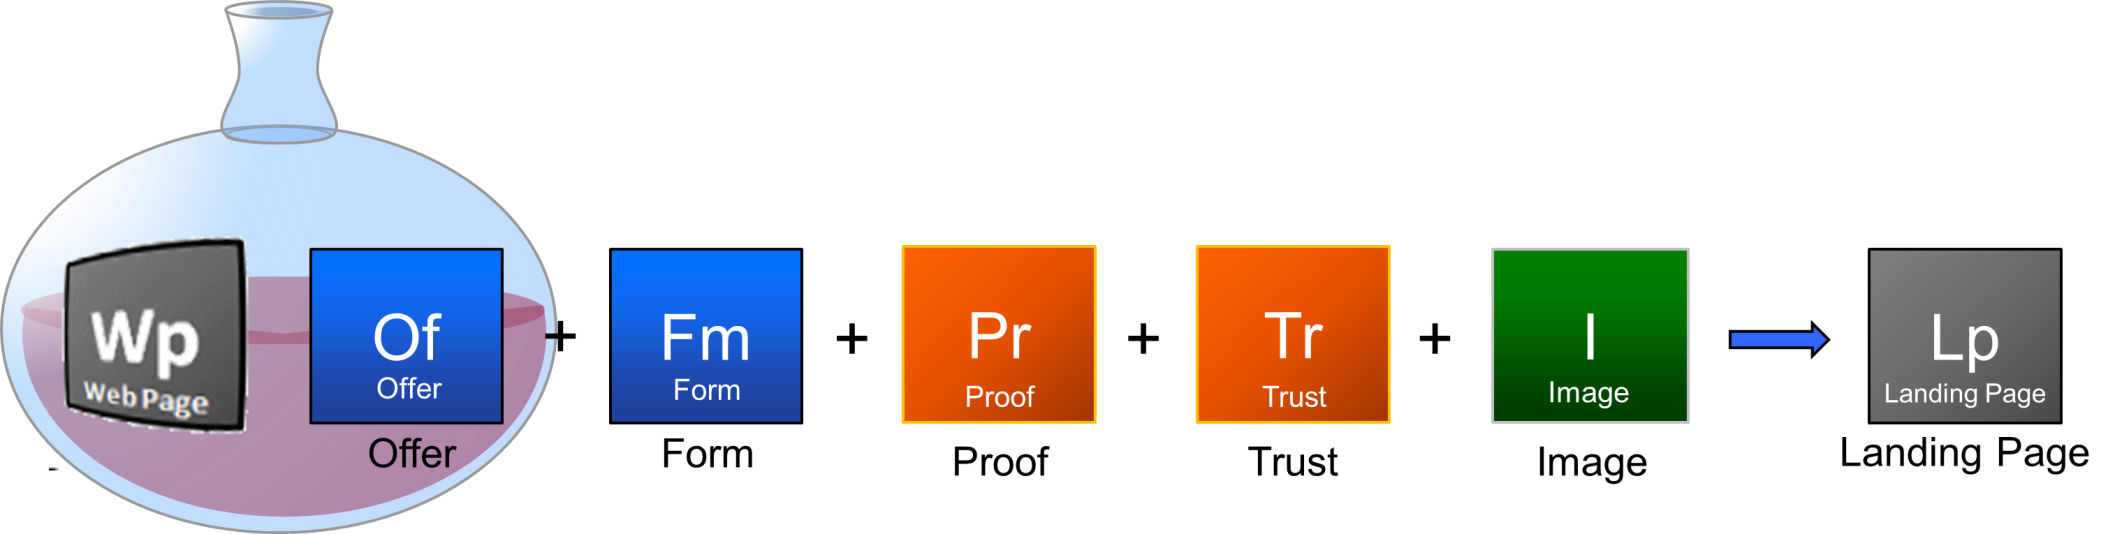 Wp
Web Page
Of
Offer
Offer
+
Fm
Form
Form
+
Pr
Proof
Proof
+
Tr
Trust
Trust
+
I
Image
Image
Lp
Landing Page
Landing Page